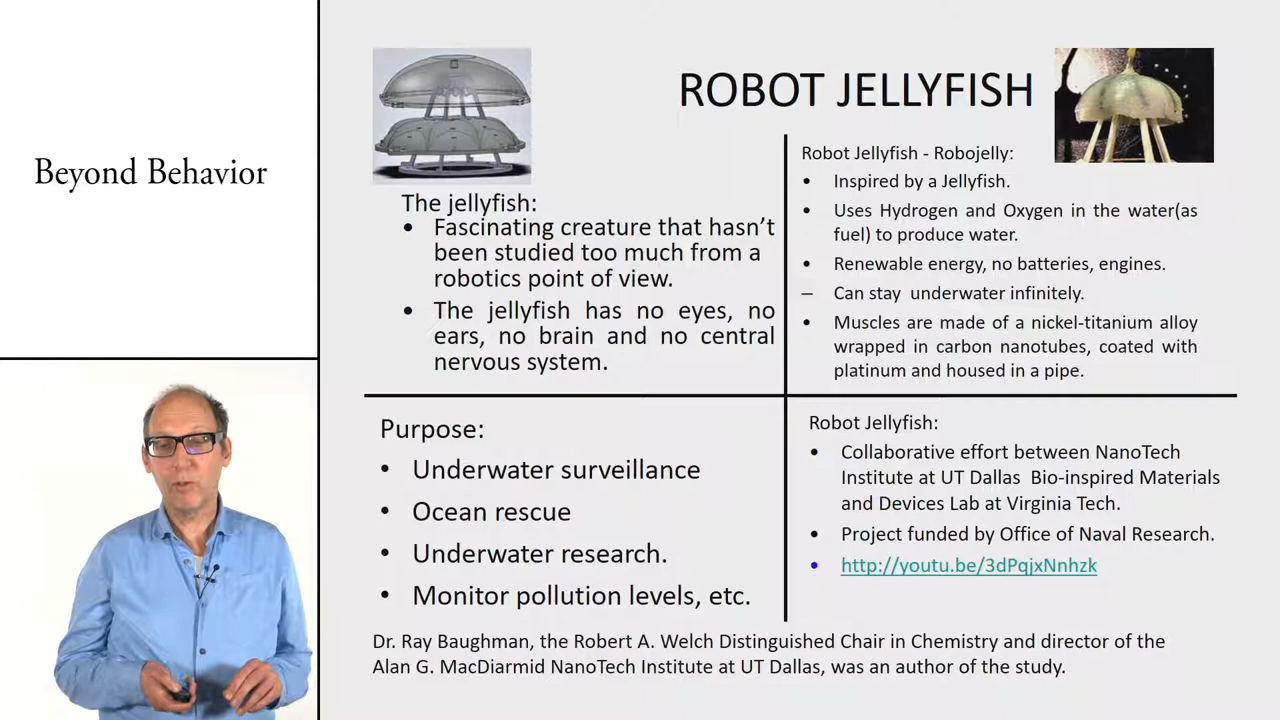 Beyond Behavior
ROBOT JELLYFISH
The jellyfish:
• Fascinating creature that hasn't
been studied too much from a
robotics point of view.
• The jellyfish has no eyes, no
ears, no brain and no central
nervous system.
Robot Jellyfish - Robojelly:
• Inspired by a Jellyfish.
• Uses Hydrogen and Oxygen in the water(as
fuel) to produce water.
• Renewable energy, no batteries, engines.
– Can stay underwater infinitely.
• Muscles are made of a nickel-titanium alloy
wrapped in carbon nanotubes, coated with
platinum and housed in a pipe.
Purpose:
• Underwater surveillance
• Ocean rescue
• Underwater research.
• Monitor pollution levels, etc.
Robot Jellyfish:
• Collaborative effort between NanoTech
Institute at UT Dallas Bio-inspired Materials
and Devices Lab at Virginia Tech.
• Project funded by Office of Naval Research.
• http://youtu.be/3dPqjxNnhzk
Dr. Ray Baughman, the Robert A. Welch Distinguished Chair in Chemistry and director of the
Alan G. MacDiarmid NanoTech Institute at UT Dallas, was an author of the study.